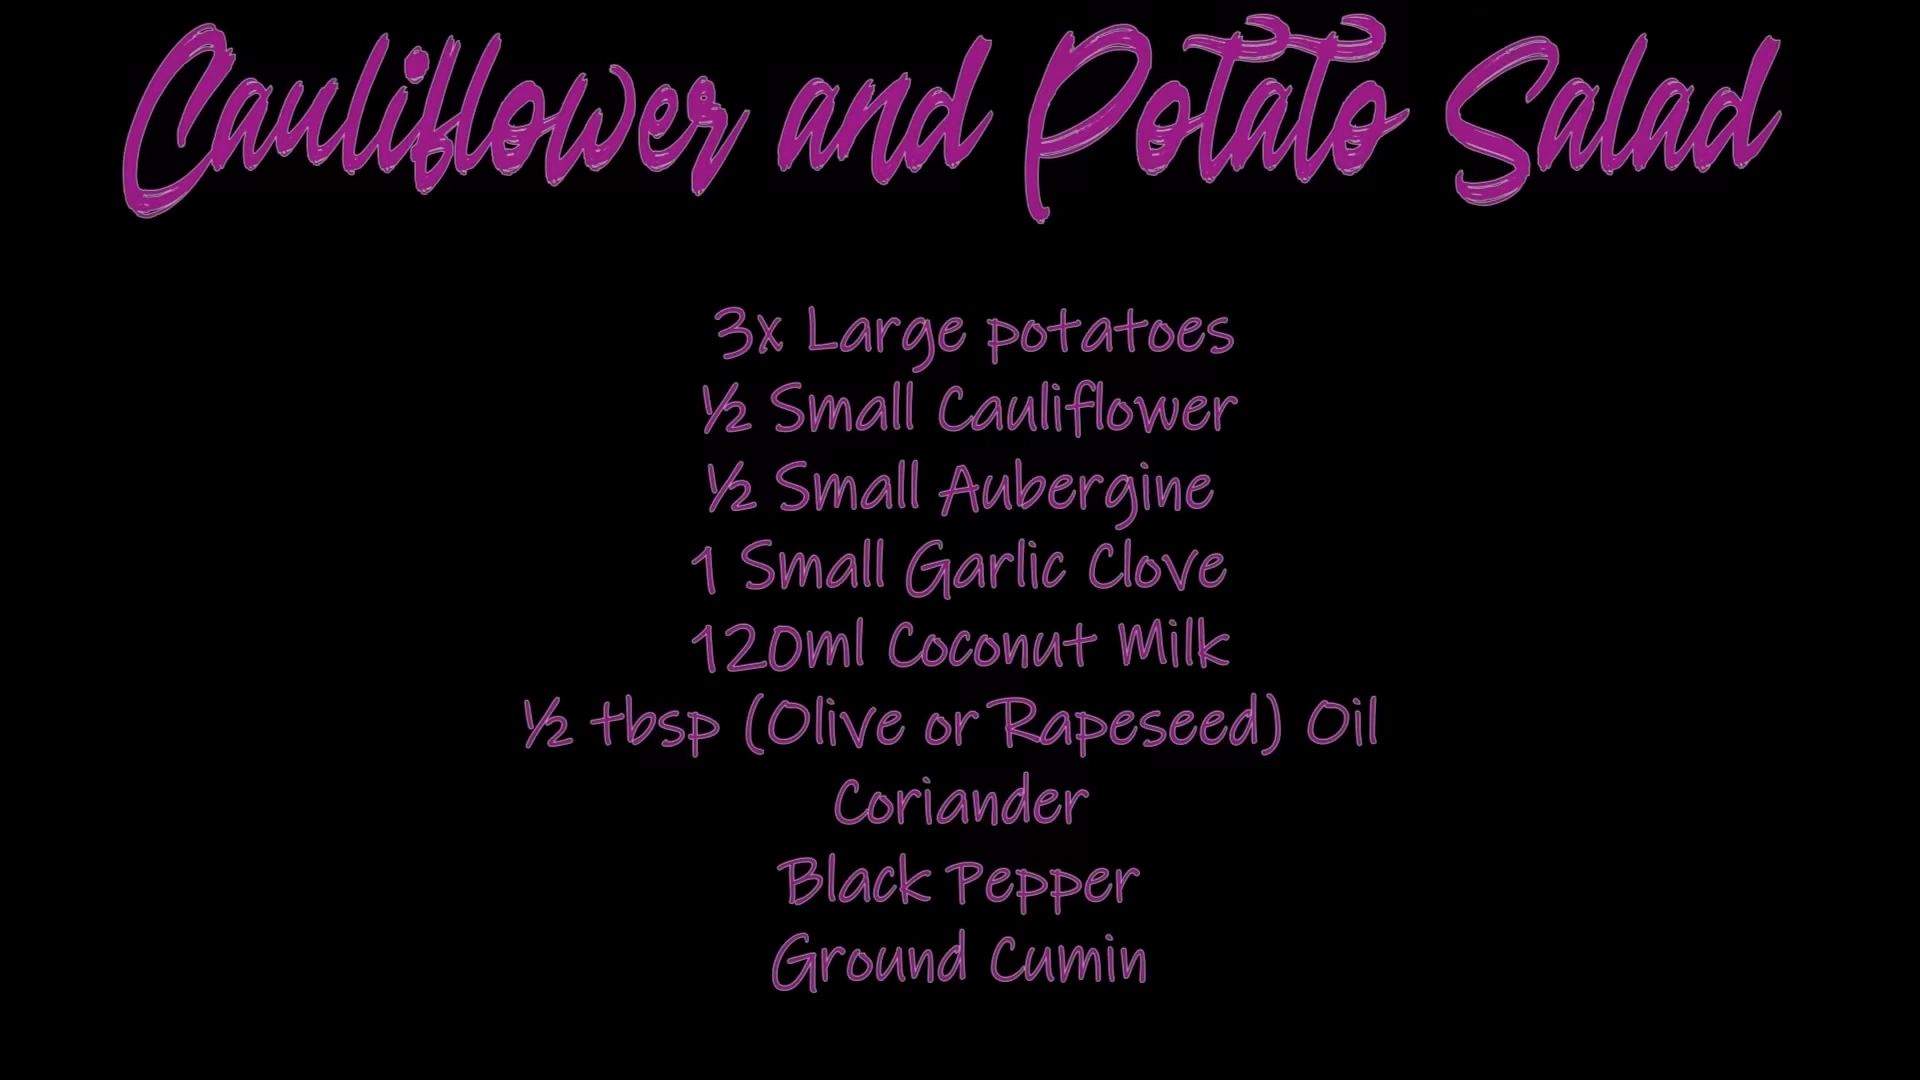 Cauliflower and Potato Salad
3x Large potatoes
½ Small Cauliflower
½ Small Aubergine
1 Small Garlic Clove
120ml Coconut Milk
½ tbsp (Olive or Rapeseed) Oil
Coriander
Black Pepper
Ground Cumin